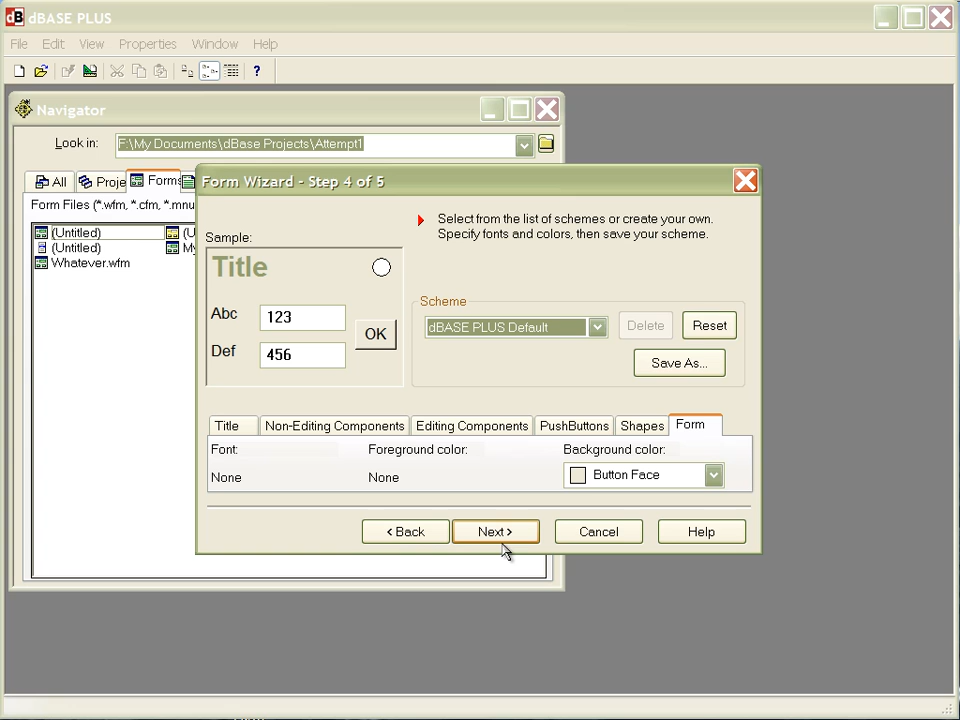 dBASE PLUS
File Edit View Properties Window Help
Navigator
Look in: F:\My Documents\dBase Projects\Attempt1
All Proje Forms
Form Files (*.wfm, *.cfm, *.mnu
(Untitled) (U
(Untitled) My
Whatever.wfm
Form Wizard - Step 4 of 5
Select from the list of schemes or create your own.
Specify fonts and colors, then save your scheme.
Sample:
Title
Abc 123
Def 456
OK
Scheme
dBASE PLUS Default Delete Reset
Save As...
Title Non-Editing Components Editing Components PushButtons Shapes Form
Font: Foreground color: Background color:
None None Button Face
< Back Next > Cancel Help